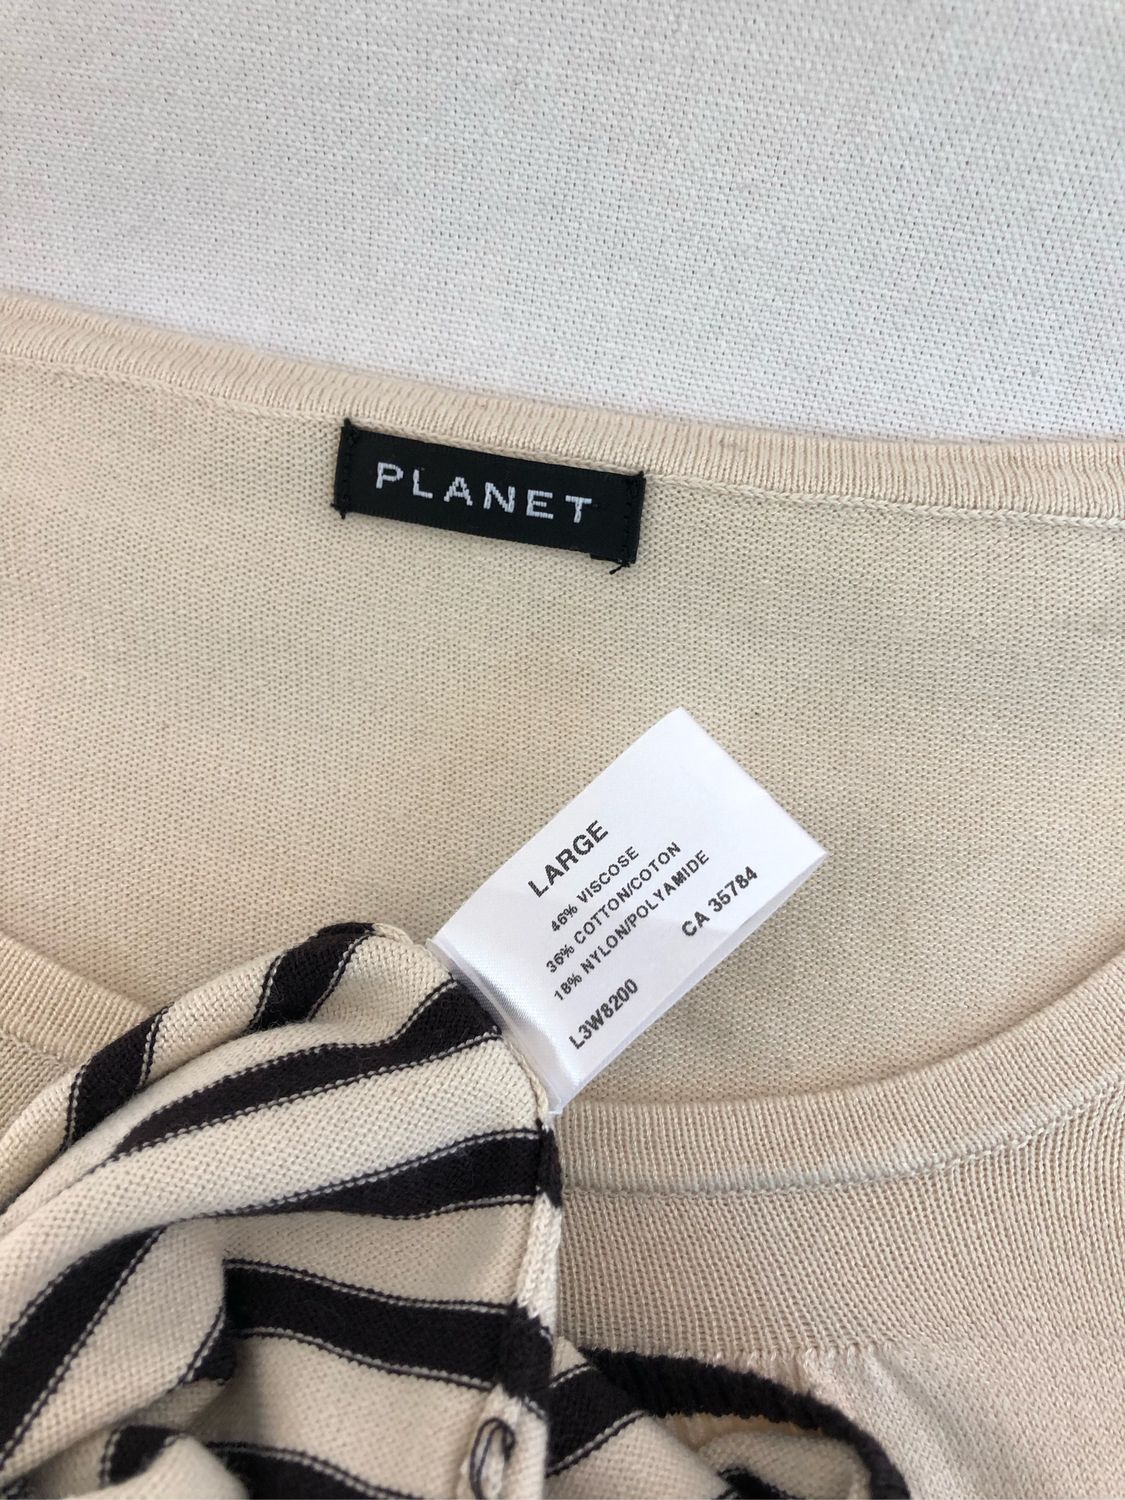 PLANET
LARGE
46% VISCOSE
36% COTTON/COTON
18% NYLON/POLYAMIDE
CA 35784
L3W8200